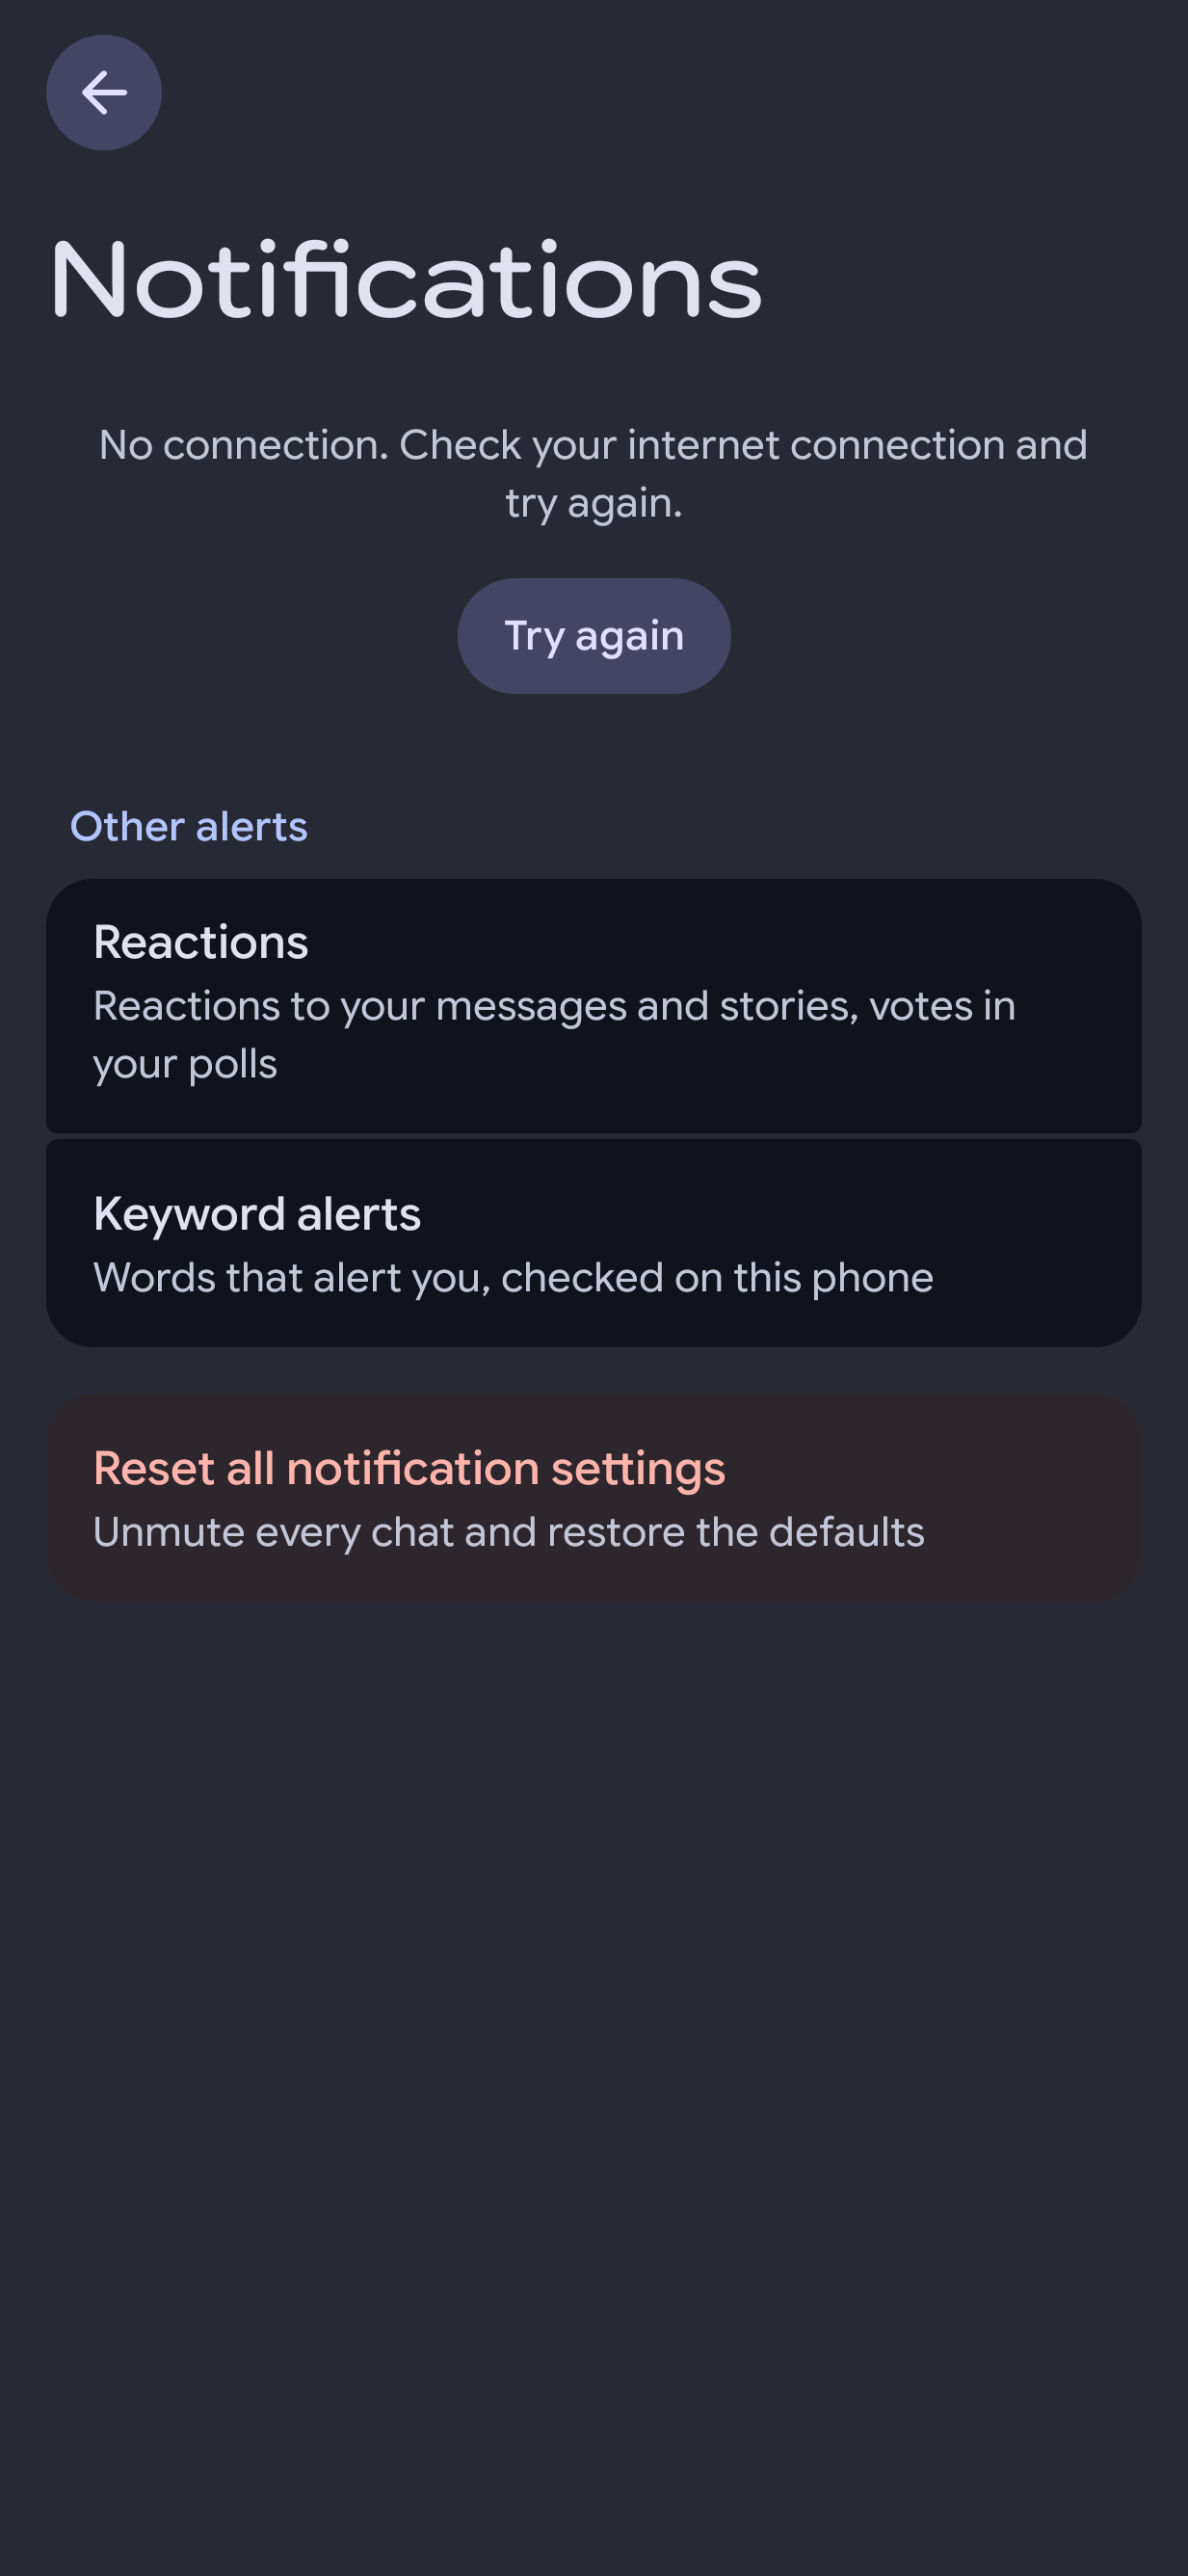 Notifications
No connection. Check your internet connection and
try again.
Try again
Other alerts
Reactions
Reactions to your messages and stories, votes in
your polls
Keyword alerts
Words that alert you, checked on this phone
Reset all notification settings
Unmute every chat and restore the defaults